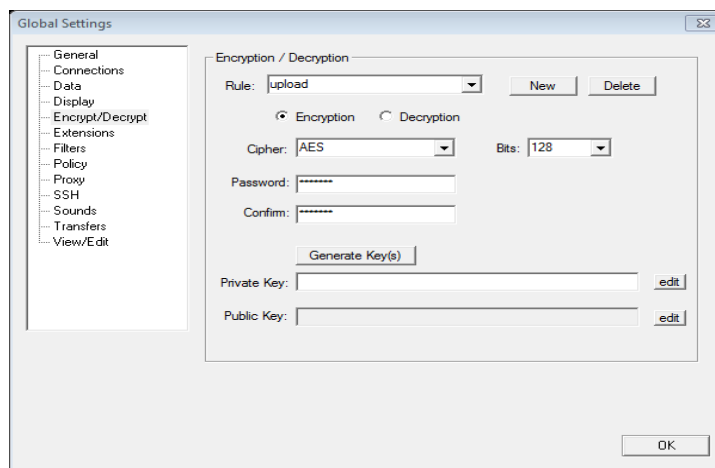 Global Settings
General
Connections
Data
Display
Encrypt/Decrypt
Extensions
Filters
Policy
Proxy
SSH
Sounds
Transfers
View/Edit
Encryption / Decryption
Rule: upload New Delete
Encryption Decryption
Cipher: AES Bits: 128
Password: *******
Confirm: *******
Generate Key(s)
Private Key: edit
Public Key: edit
OK